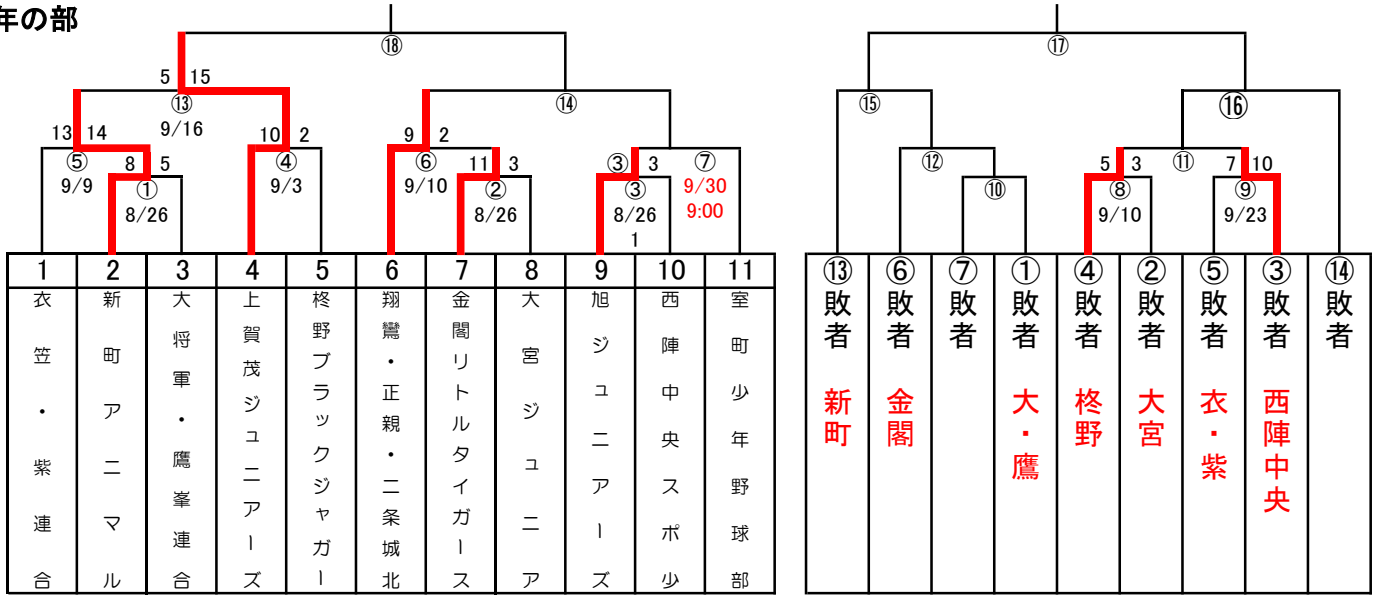 年の部
⑱ ⑰
5 15
⑬ ⑭ ⑮ ⑯
9/16
13 14 10 2 9 2 ③ 3 ⑦ ⑫ 5 3 ⑪ 7 10
⑤ 8 5 ④ ⑥ 11 3 ③ 9/30 ⑩ ⑧ ⑨
9/9 ① 9/3 9/10 ② 8/26 9:00 9/10 9/23
8/26 8/26 1
1 2 3 4 5 6 7 8 9 10 11
衣笠・紫連合
新町アニマル
大将軍・鷹峯連合
上賀茂ジュニアーズ
柊野ブラックジャガー
翔鸞・正親・二条城北
金閣リトルタイガース
大宮ジュニア
旭ジュニアーズ
西陣中央スポ少
室町少年野球部
⑬敗者 新町
⑥敗者 金閣
⑦敗者
①敗者 大・鷹
④敗者 柊野
②敗者 大宮
⑤敗者 衣・紫
③敗者 西陣中央
⑭敗者